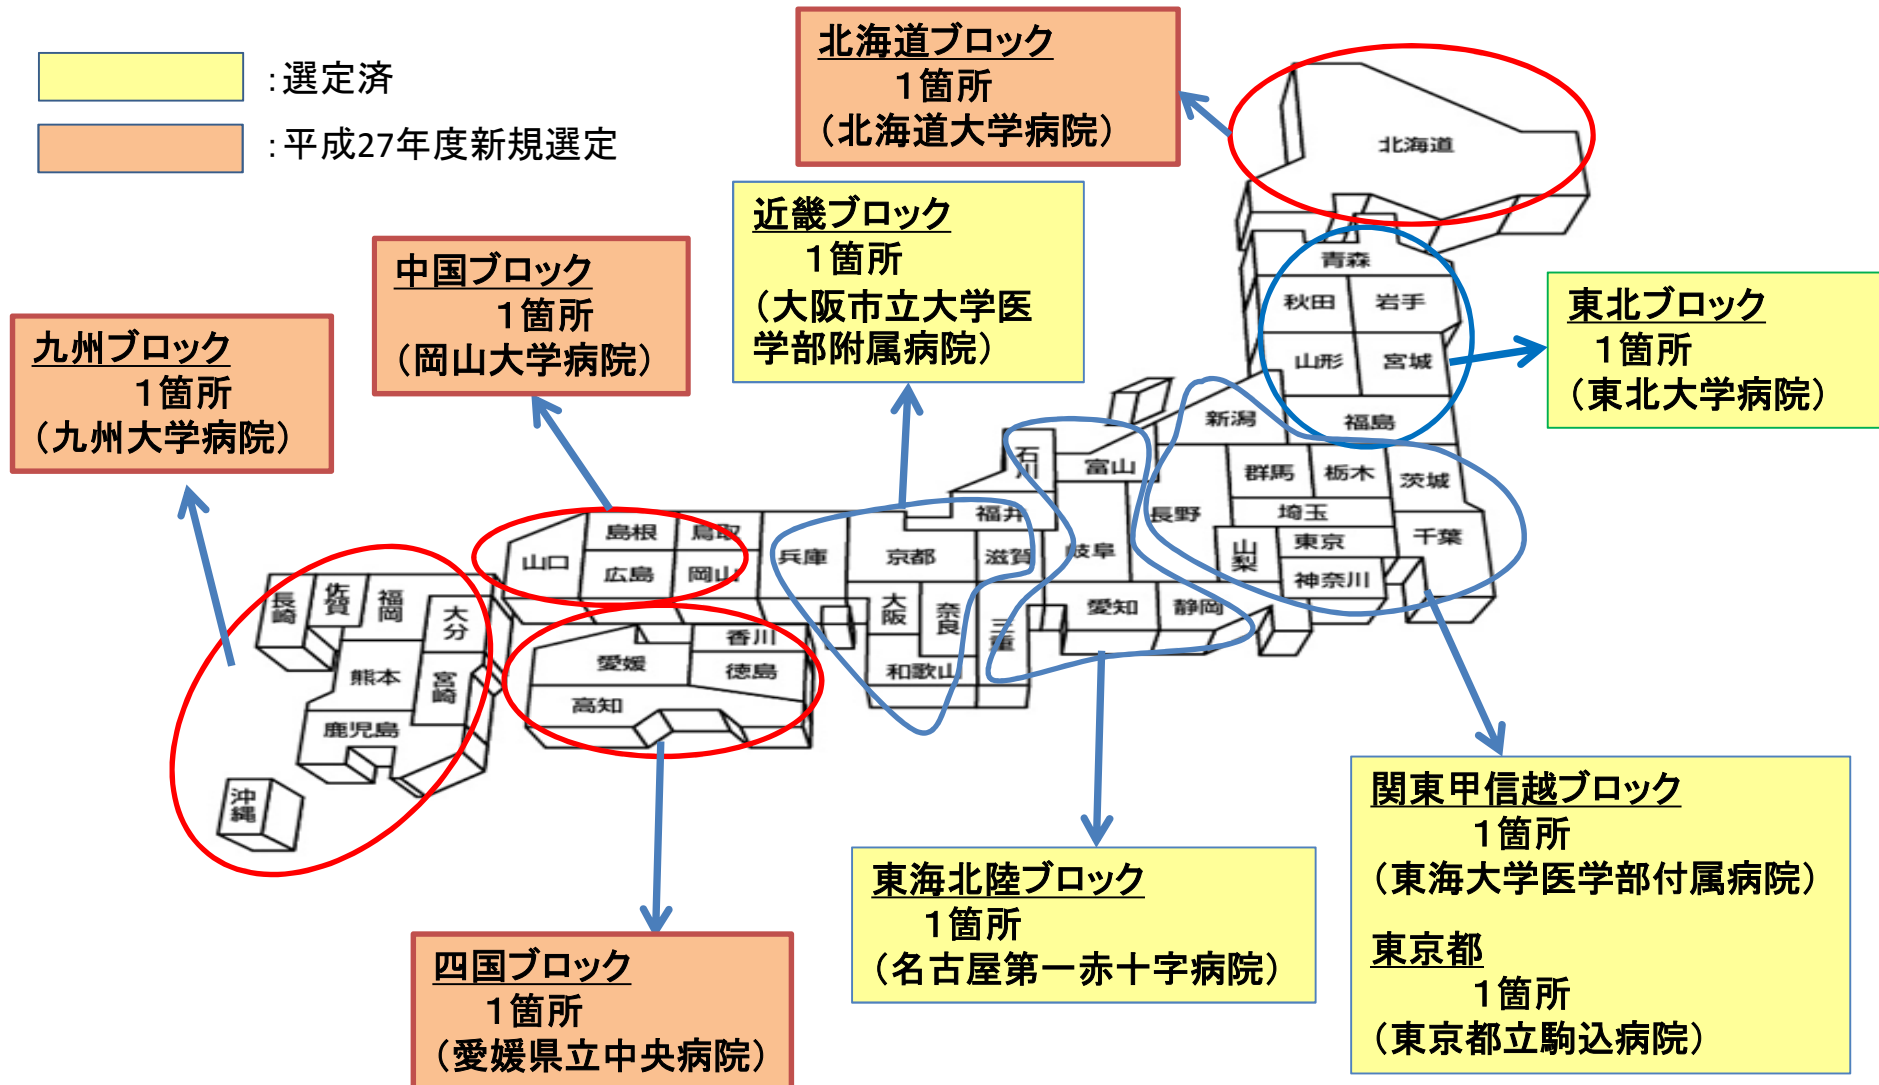 :選定済
:平成27年度新規選定
北海道ブロック
1箇所
(北海道大学病院)
近畿ブロック
1箇所
(大阪市立大学医
学部附属病院)
中国ブロック
1箇所
(岡山大学病院)
九州ブロック
1箇所
(九州大学病院)
東北ブロック
1箇所
(東北大学病院)
北海道
青森
秋田
岩手
山形
宮城
福島
新潟
群馬
栃木
茨城
埼玉
千葉
東京
神奈川
山梨
長野
富山
石川
福井
岐阜
愛知
静岡
三重
滋賀
京都
兵庫
大阪
奈良
和歌山
鳥取
島根
岡山
広島
山口
香川
徳島
愛媛
高知
福岡
佐賀
長崎
大分
熊本
宮崎
鹿児島
沖縄
四国ブロック
1箇所
(愛媛県立中央病院)
東海北陸ブロック
1箇所
(名古屋第一赤十字病院)
関東甲信越ブロック
1箇所
(東海大学医学部付属病院)
東京都
1箇所
(東京都立駒込病院)